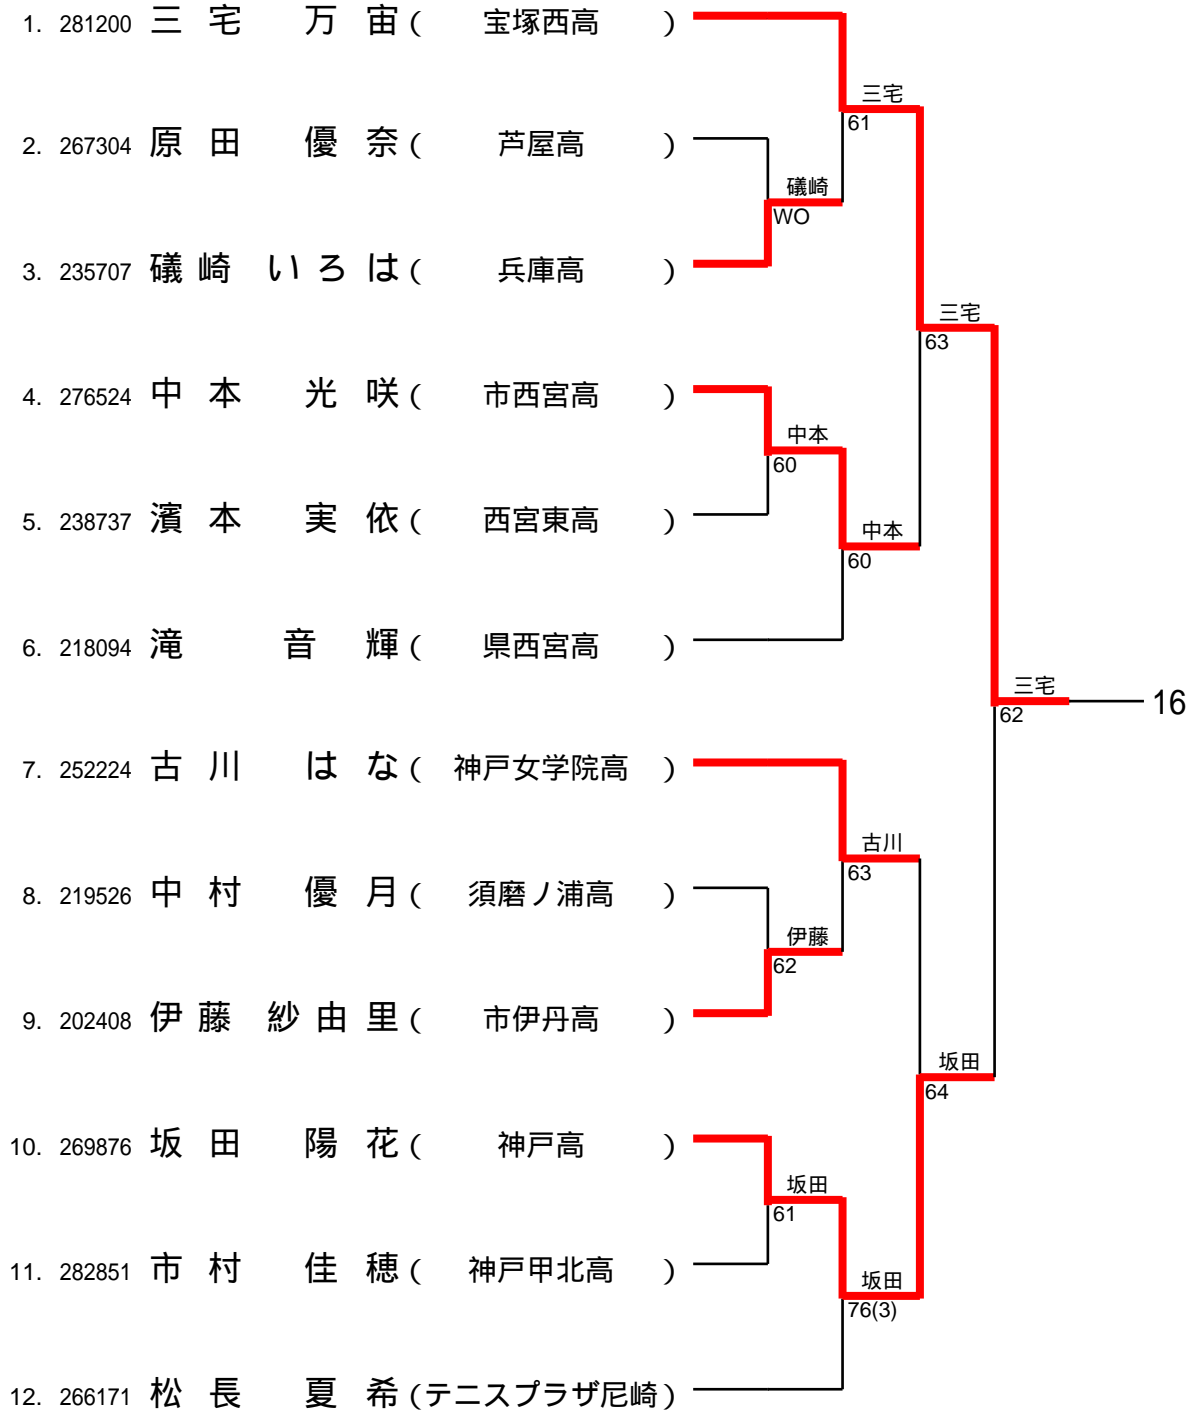 1. 281200 三宅 万宙 ( 宝塚西高 )
三宅
61
2. 267304 原田 優奈 ( 芦屋高 )
礒崎
WO
3. 235707 礒崎 いろは ( 兵庫高 )
三宅
63
4. 276524 中本 光咲 ( 市西宮高 )
中本
60
5. 238737 濱本 実依 ( 西宮東高 )
中本
60
6. 218094 滝 音輝 ( 県西宮高 )
三宅
62
16
7. 252224 古川 はな ( 神戸女学院高 )
古川
63
8. 219526 中村 優月 ( 須磨ノ浦高 )
伊藤
62
9. 202408 伊藤 紗由里 ( 市伊丹高 )
坂田
64
10. 269876 坂田 陽花 ( 神戸高 )
坂田
61
11. 282851 市村 佳穂 ( 神戸甲北高 )
坂田
76(3)
12. 266171 松長 夏希 (テニスプラザ尼崎)